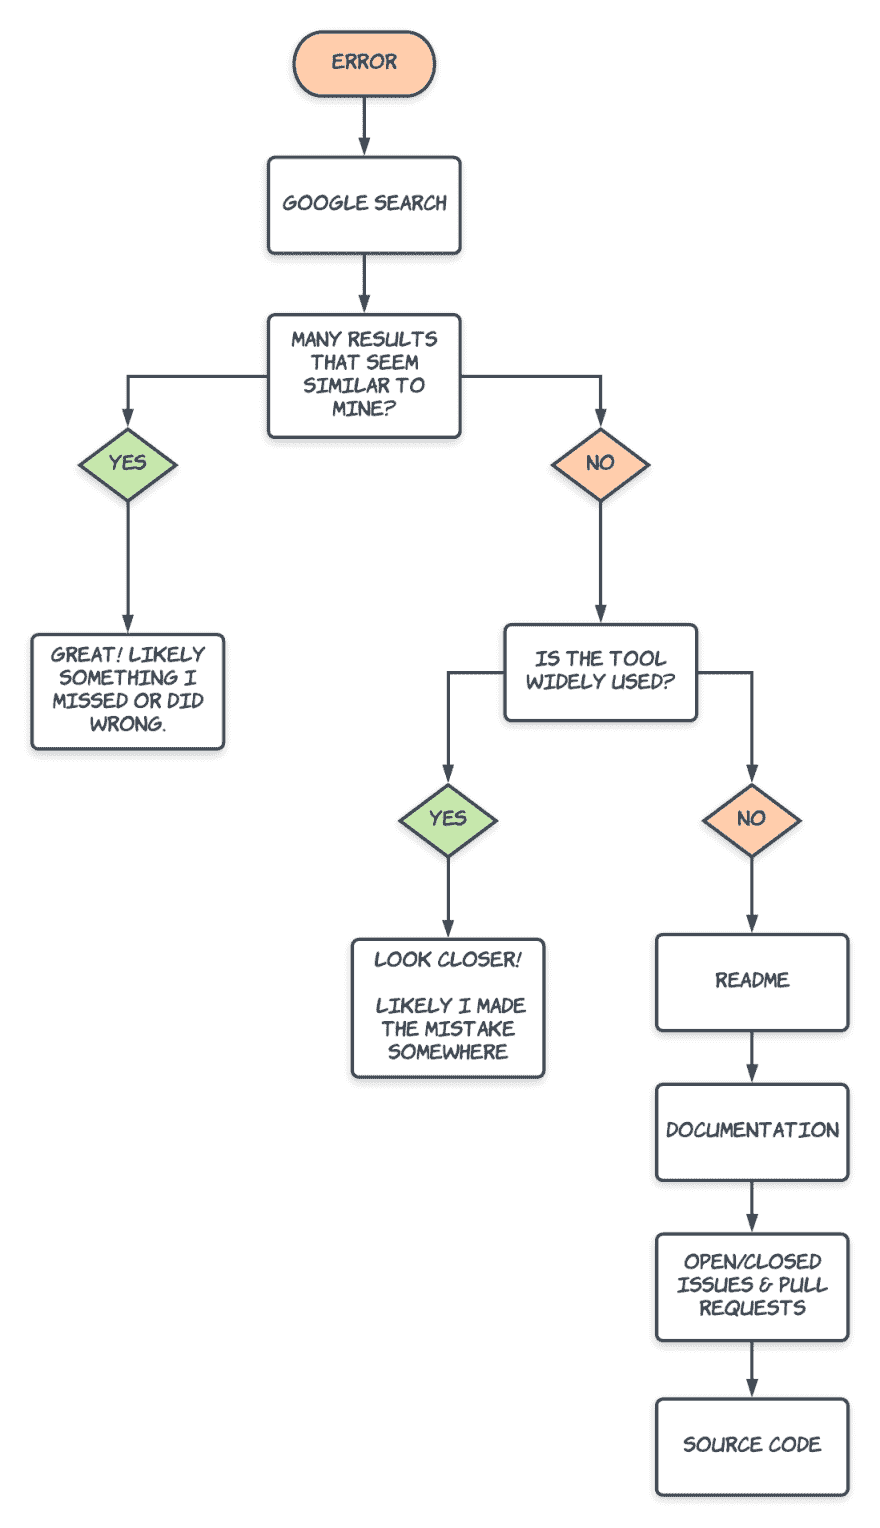 ERROR
GOOGLE SEARCH
MANY RESULTS
THAT SEEM
SIMILAR TO
MINE?
YES
NO
GREAT! LIKELY
SOMETHING I
MISSED OR DID
WRONG.
IS THE TOOL
WIDELY USED?
YES
NO
LOOK CLOSER!
LIKELY I MADE
THE MISTAKE
SOMEWHERE
README
DOCUMENTATION
OPEN/CLOSED
ISSUES & PULL
REQUESTS
SOURCE CODE